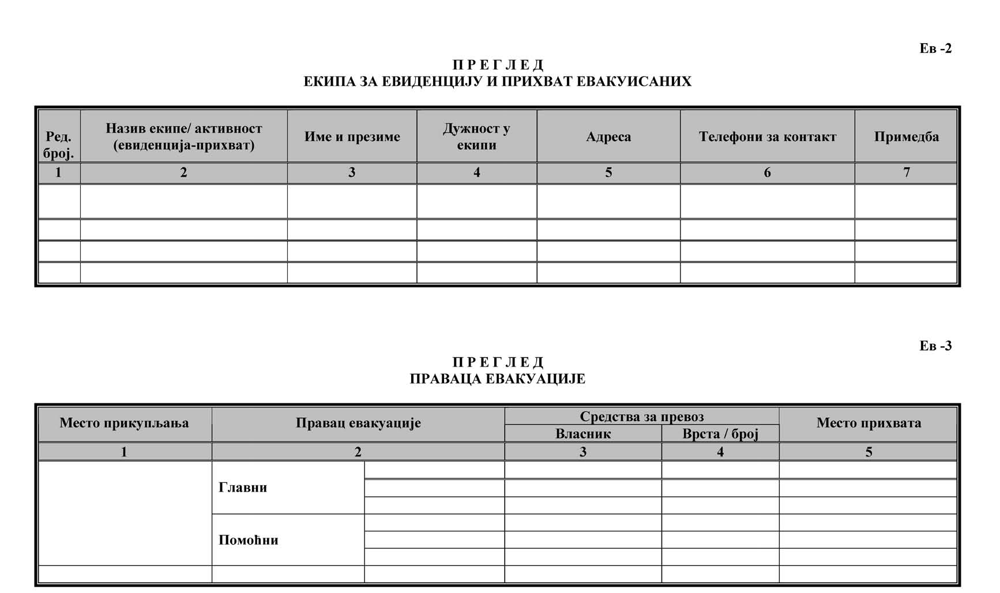 Ев -2
П Р Е Г Л Е Д
ЕКИПА ЗА ЕВИДЕНЦИЈУ И ПРИХВАТ ЕВАКУИСАНИХ
Ред. број.
Назив екипе/ активност
(евиденција-прихват)
Име и презиме
Дужност у
екипи
Адреса
Телефони за контакт
Примедба
1 2 3 4 5 6 7
Ев -3
П Р Е Г Л Е Д
ПРАВАЦА ЕВАКУАЦИЈЕ
Место прикупљања
Правац евакуације
Средства за превоз
Власник
Врста / број
Место прихвата
1 2 3 4 5
Главни
Помоћни